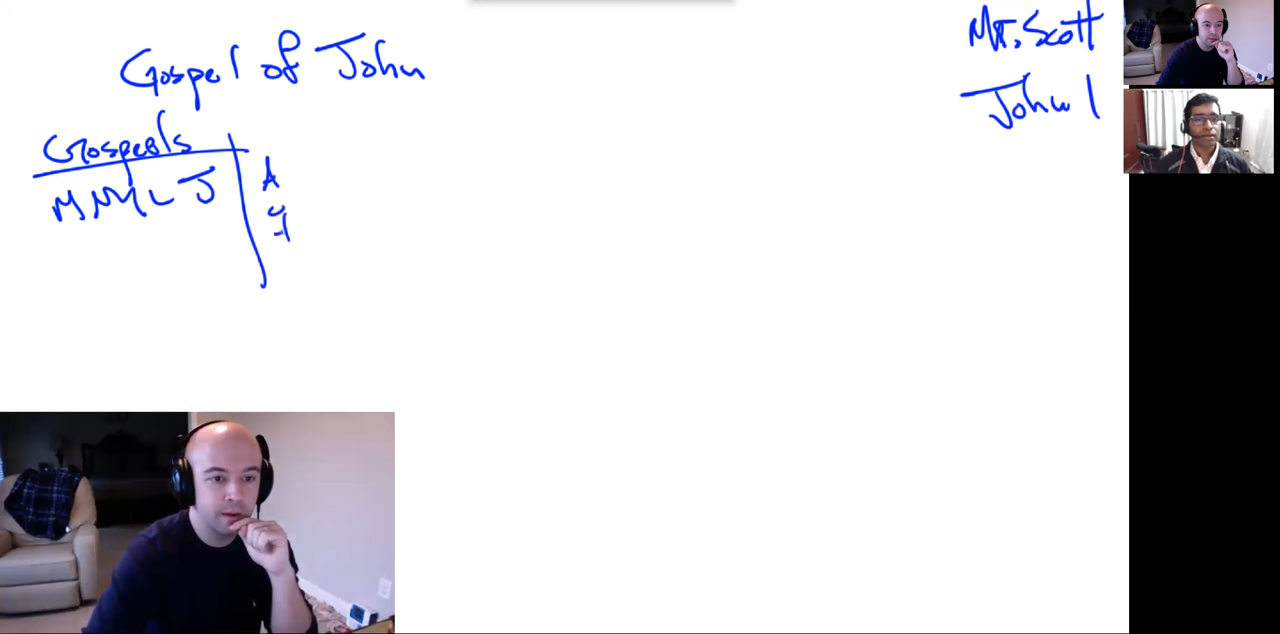 Gospel of John
Mr. Scott
John 1
Gospels
M M L J
A